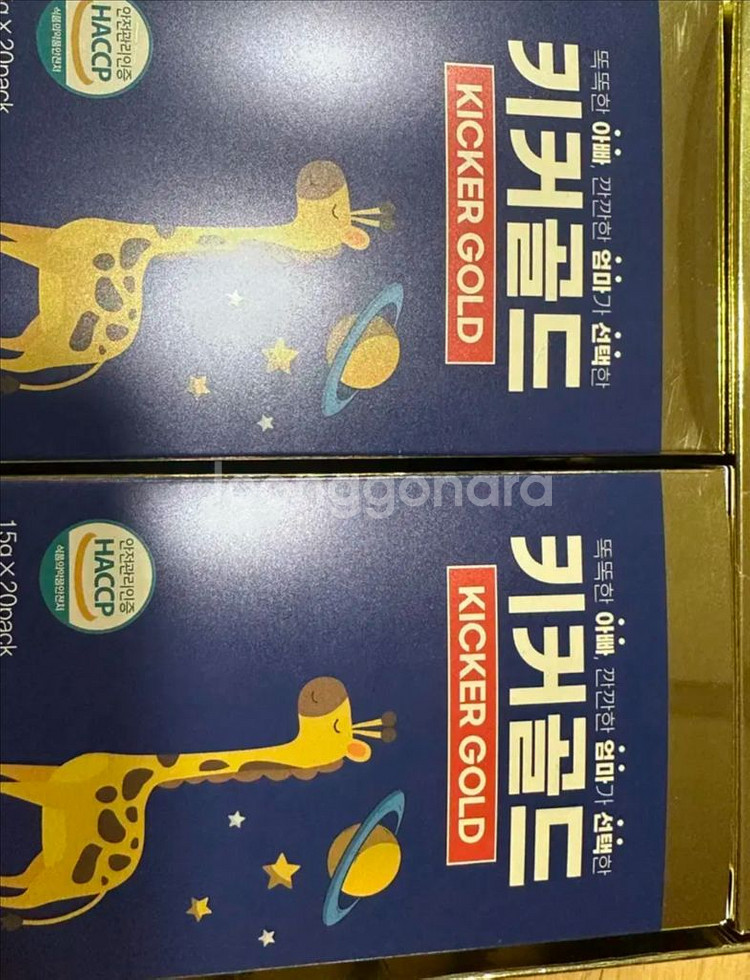 똑똑한 아빠, 깐깐한 엄마가 선택한
키커골드
KICKER GOLD
안전관리인증
HACCP
식품의약품안전처
g × 20pack
똑똑한 아빠, 깐깐한 엄마가 선택한
키커골드
KICKER GOLD
안전관리인증
HACCP
식품의약품안전처
15g × 20pack
joonggonara